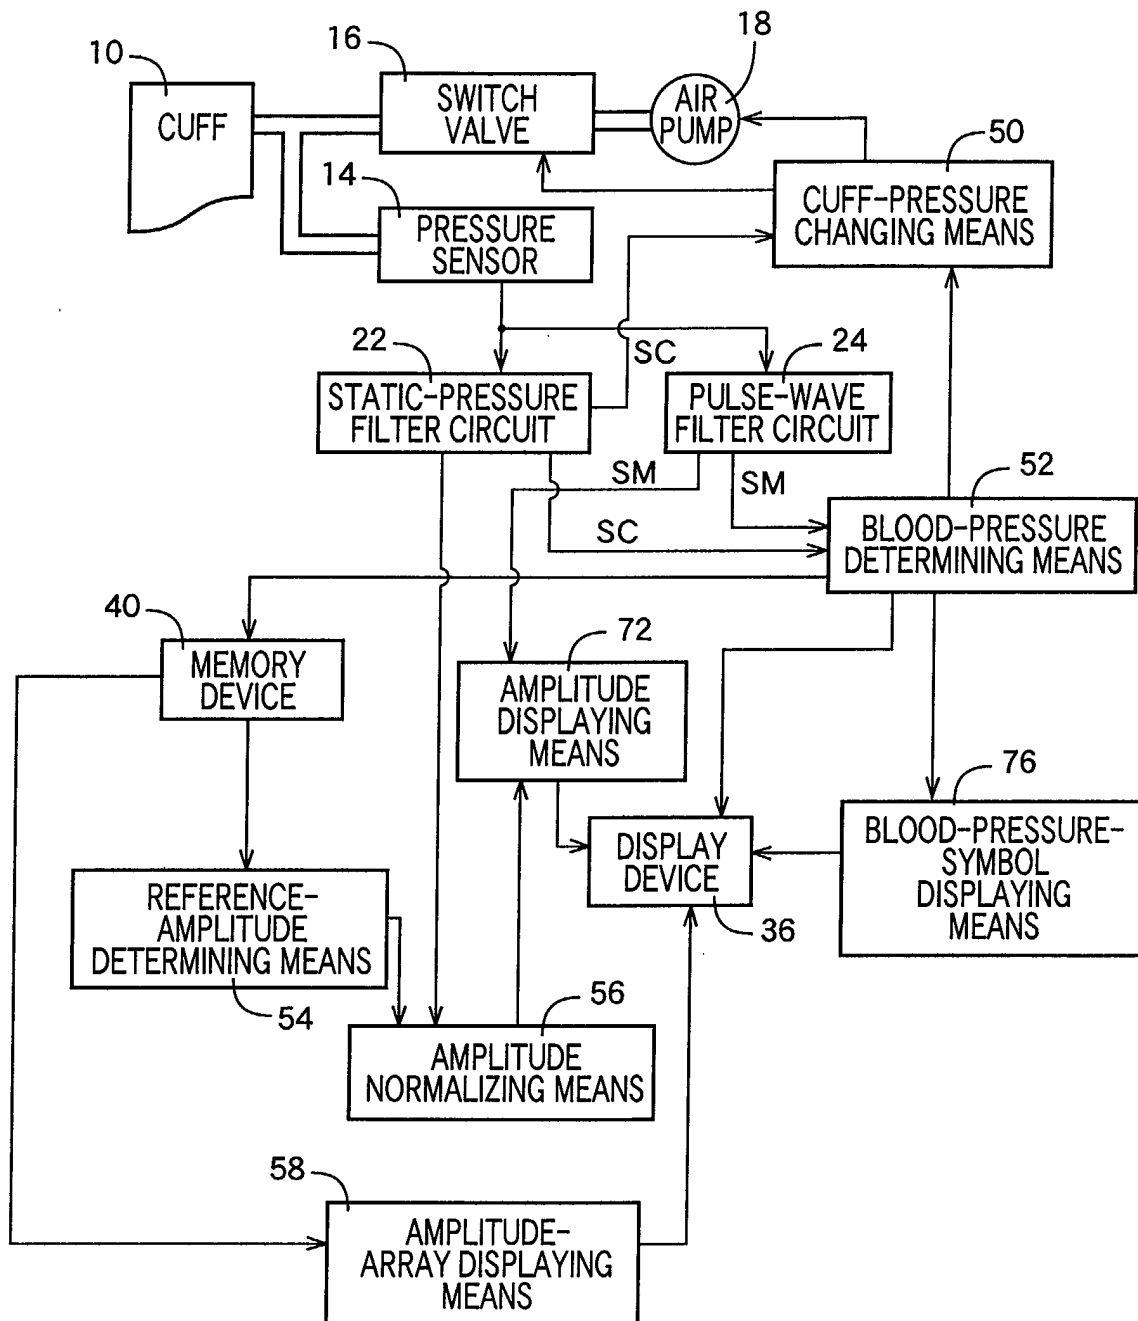 10
CUFF
16
SWITCH
VALVE
18
AIR
PUMP
50
CUFF-PRESSURE
CHANGING MEANS
14
PRESSURE
SENSOR
22
STATIC-PRESSURE
FILTER CIRCUIT
SC
24
PULSE-WAVE
FILTER CIRCUIT
SM
SM
SC
52
BLOOD-PRESSURE
DETERMINING MEANS
40
MEMORY
DEVICE
72
AMPLITUDE
DISPLAYING
MEANS
76
BLOOD-PRESSURE-
SYMBOL
DISPLAYING
MEANS
DISPLAY
DEVICE
36
REFERENCE-
AMPLITUDE
DETERMINING MEANS
54
56
AMPLITUDE
NORMALIZING MEANS
58
AMPLITUDE-
ARRAY DISPLAYING
MEANS